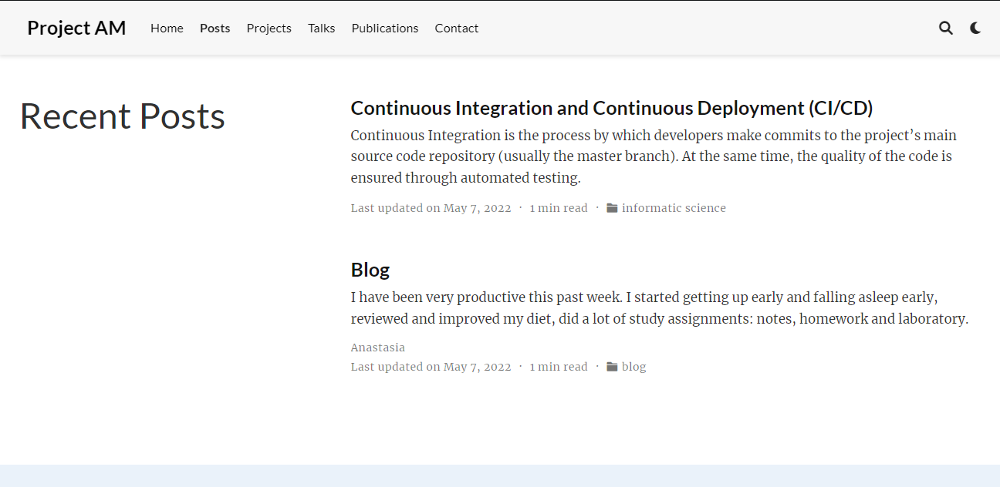 Project AM Home Posts Projects Talks Publications Contact
Recent Posts
Continuous Integration and Continuous Deployment (CI/CD)
Continuous Integration is the process by which developers make commits to the project’s main
source code repository (usually the master branch). At the same time, the quality of the code is
ensured through automated testing.
Last updated on May 7, 2022 · 1 min read · informatic science
Blog
I have been very productive this past week. I started getting up early and falling asleep early,
reviewed and improved my diet, did a lot of study assignments: notes, homework and laboratory.
Anastasia
Last updated on May 7, 2022 · 1 min read · blog